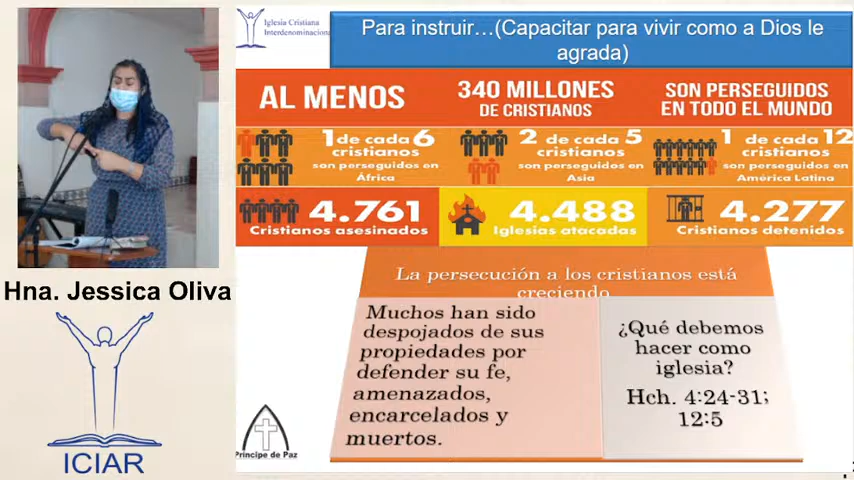 Iglesia Cristiana
Interdenominacional
Para instruir...(Capacitar para vivir como a Dios le
agrada)
AL MENOS
340 MILLONES
DE CRISTIANOS
SON PERSEGUIDOS
EN TODO EL MUNDO
1 de cada 6
cristianos
son perseguidos en
África
2 de cada 5
cristianos
son perseguidos en
Asia
1 de cada 12
cristianos
son perseguidos en
América Latina
4.761
Cristianos asesinados
4.488
Iglesias atacadas
4.277
Cristianos detenidos
La persecución a los cristianos está
creciendo
Muchos han sido
despojados de sus
propiedades por
defender su fe,
amenazados,
encarcelados y
muertos.
¿Qué debemos
hacer como
iglesia?
Hch. 4:24-31;
12:5
Príncipe de Paz
Hna. Jessica Oliva
ICIAR